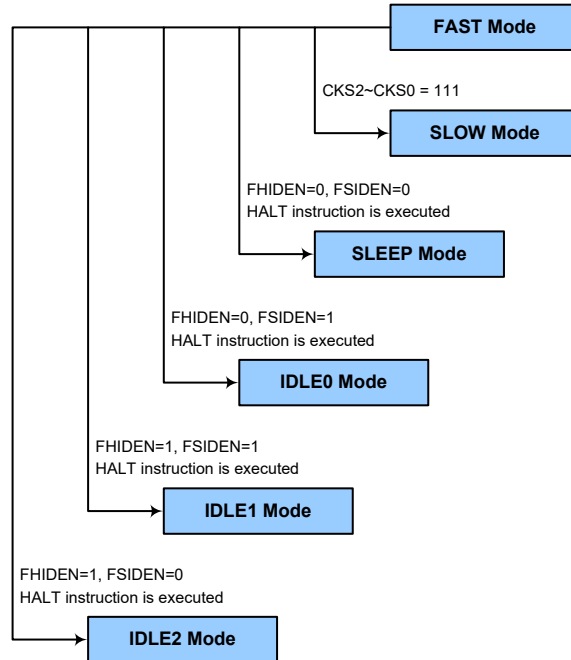 FAST Mode
CKS2~CKS0 = 111
SLOW Mode
FHIDEN=0, FSIDEN=0
HALT instruction is executed
SLEEP Mode
FHIDEN=0, FSIDEN=1
HALT instruction is executed
IDLE0 Mode
FHIDEN=1, FSIDEN=1
HALT instruction is executed
IDLE1 Mode
FHIDEN=1, FSIDEN=0
HALT instruction is executed
IDLE2 Mode